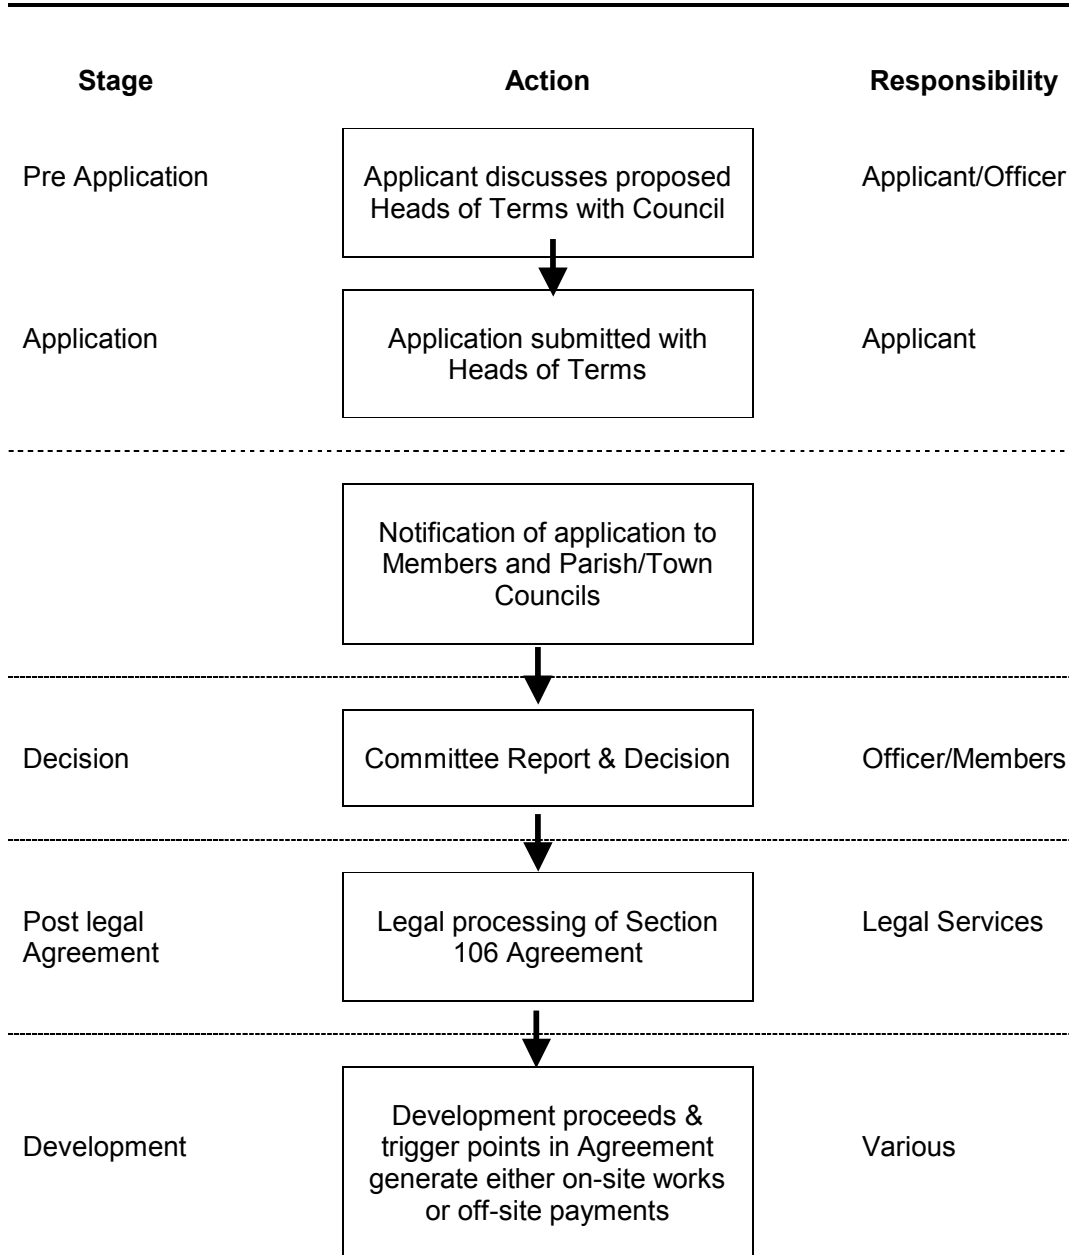 Stage Action Responsibility
Pre Application Applicant discusses proposed Applicant/Officer
Heads of Terms with Council
Application Application submitted with Applicant
Heads of Terms
Notification of application to
Members and Parish/Town
Councils
Decision Committee Report & Decision Officer/Members
Post legal Legal processing of Section Legal Services
Agreement 106 Agreement
Development proceeds &
Development trigger points in Agreement Various
generate either on-site works
or off-site payments